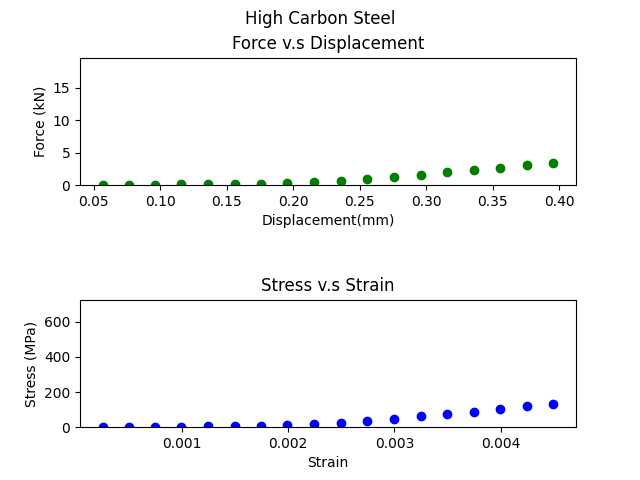 High Carbon Steel
Force v.s Displacement
15
10
5
0
Force (kN)
0.05 0.10 0.15 0.20 0.25 0.30 0.35 0.40
Displacement(mm)
Stress v.s Strain
600
400
200
0
Stress (MPa)
0.001 0.002 0.003 0.004
Strain